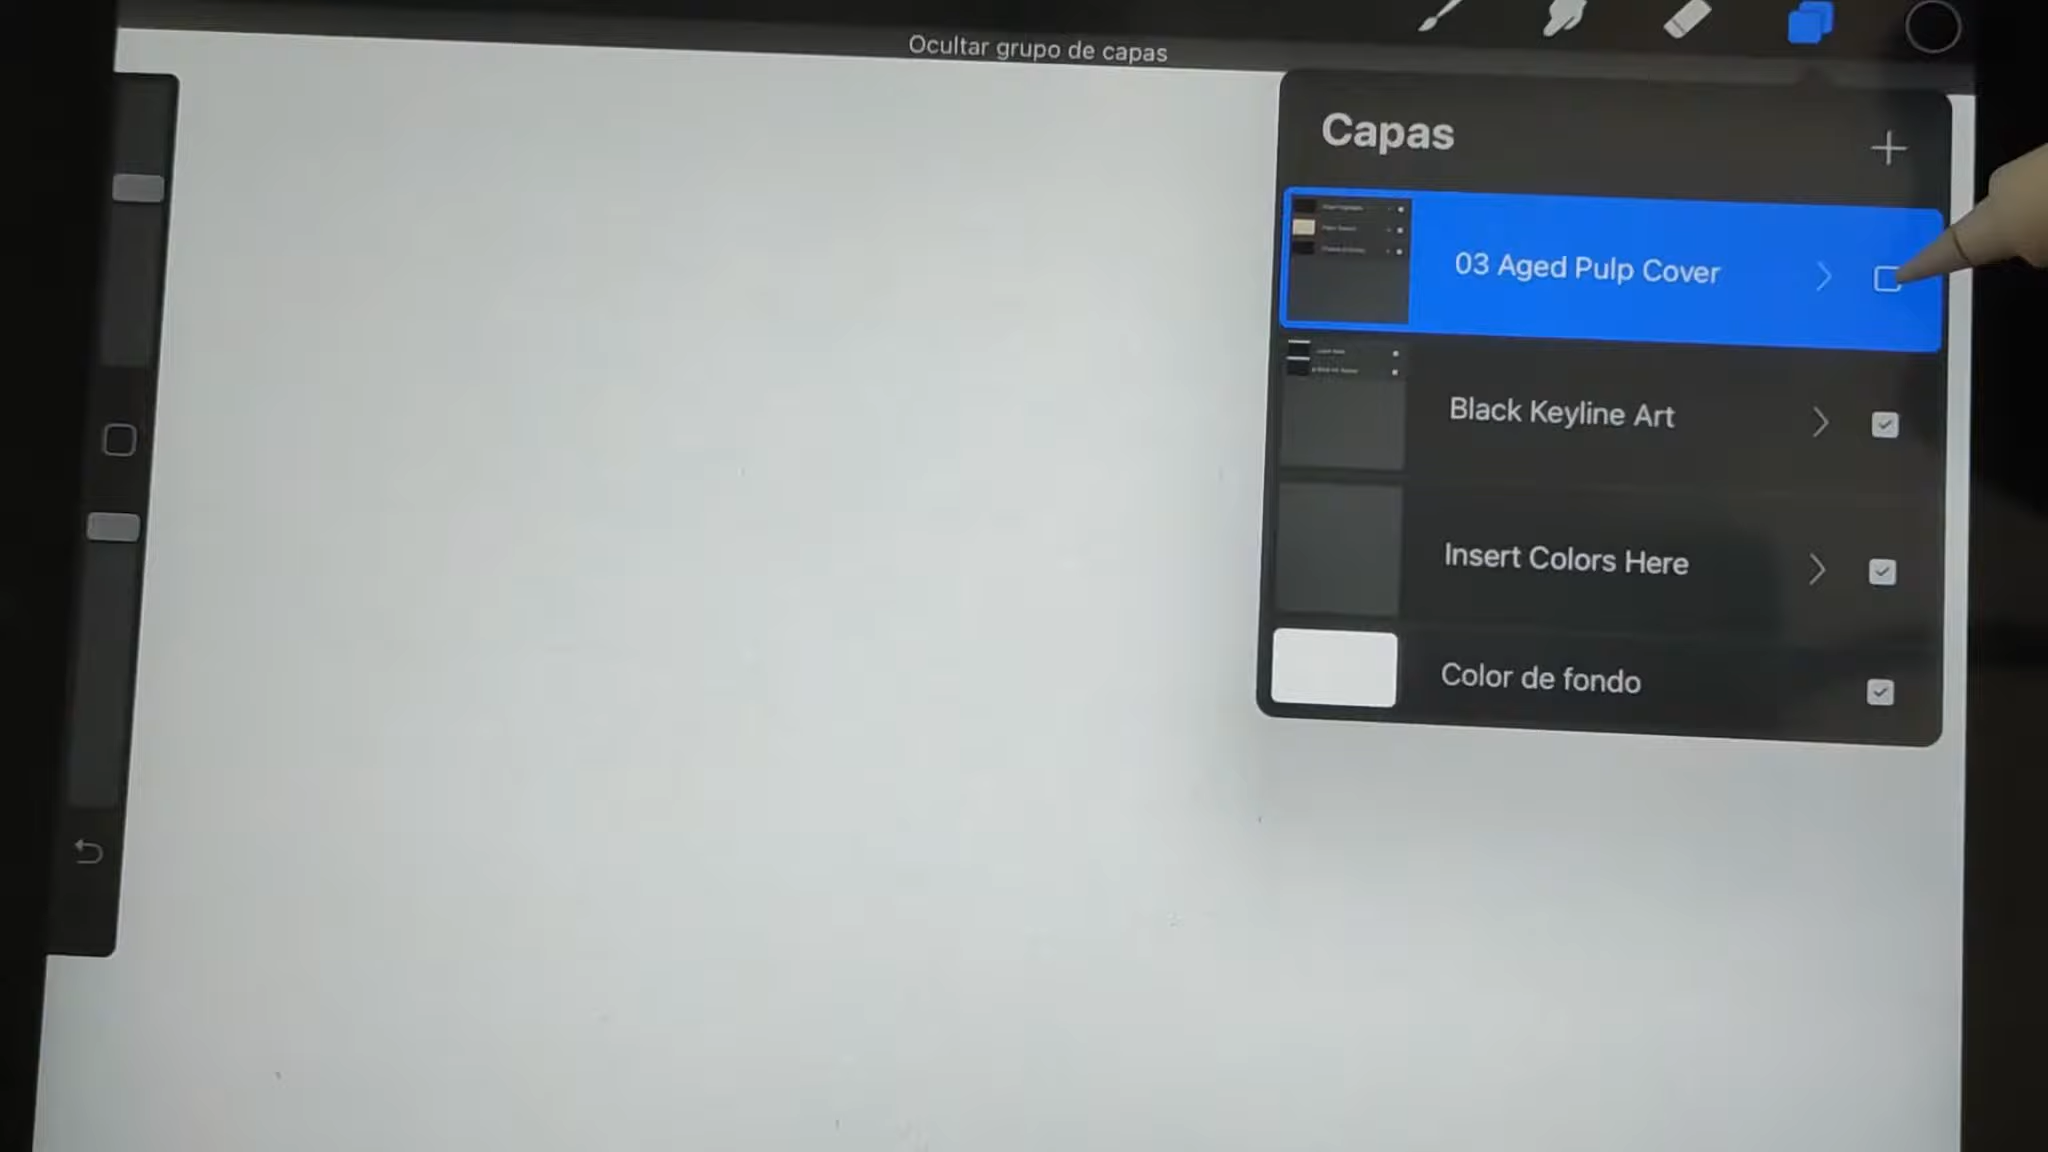 Ocultar grupo de capas
Capas
03 Aged Pulp Cover
Black Keyline Art
Insert Colors Here
Color de fondo